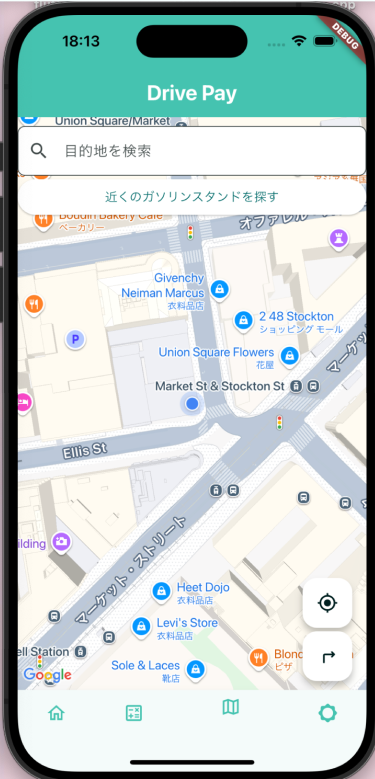 18:13
DEBUG
Drive Pay
Union Square/Market
目的地を検索
近くのガソリンスタンドを探す
Boudin Bakery Cafe
ベーカリー
オファレル
Givenchy
Neiman Marcus
衣料品店
2 48 Stockton
ショッピング モール
P
Union Square Flowers
花屋
マーケット
Market St & Stockton St
Ellis St
ilding
マーケット・ストリート
Heet Dojo
衣料品店
Levi's Store
衣料品店
ell Station
Sole & Laces
靴店
Blond
ピザ
Google